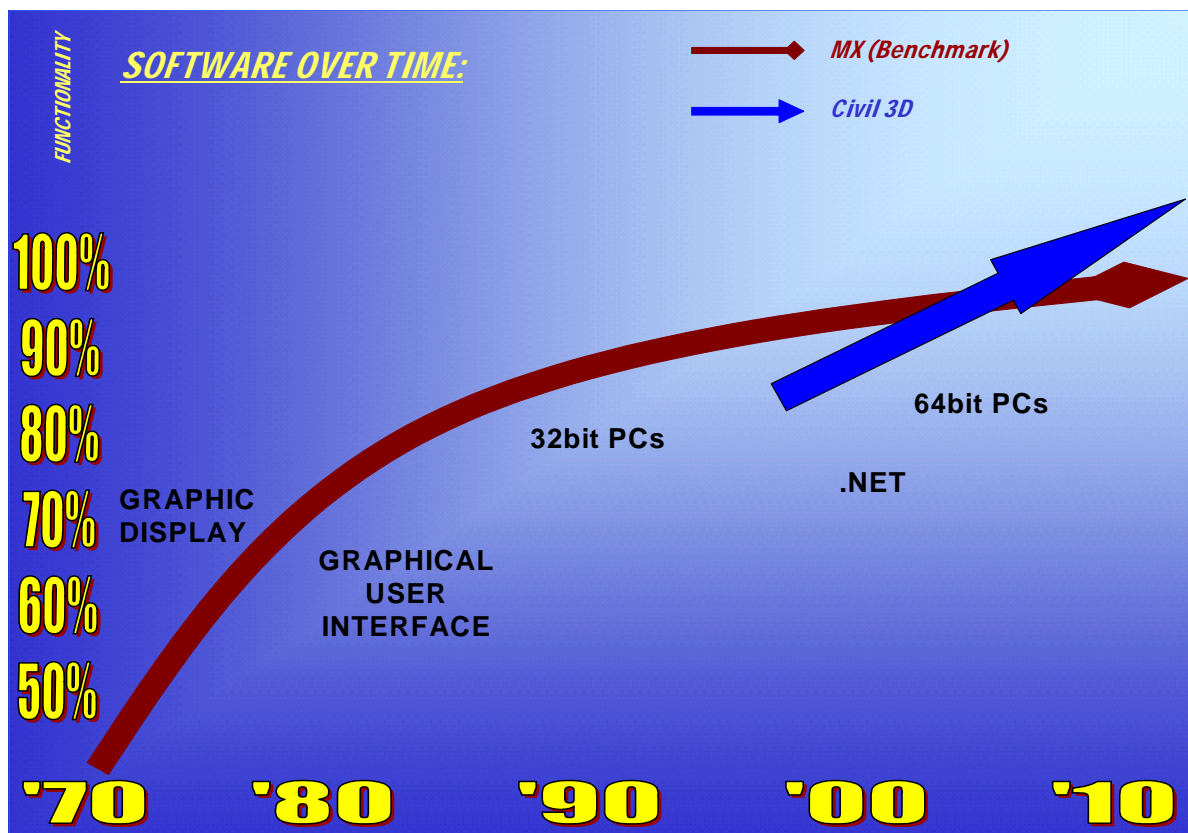 FUNCTIONALITY
SOFTWARE OVER TIME:
MX (Benchmark)
Civil 3D
100%
90%
80%
70%
60%
50%
64bit PCs
32bit PCs
.NET
GRAPHIC
DISPLAY
GRAPHICAL
USER
INTERFACE
'70 '80 '90 '00 '10